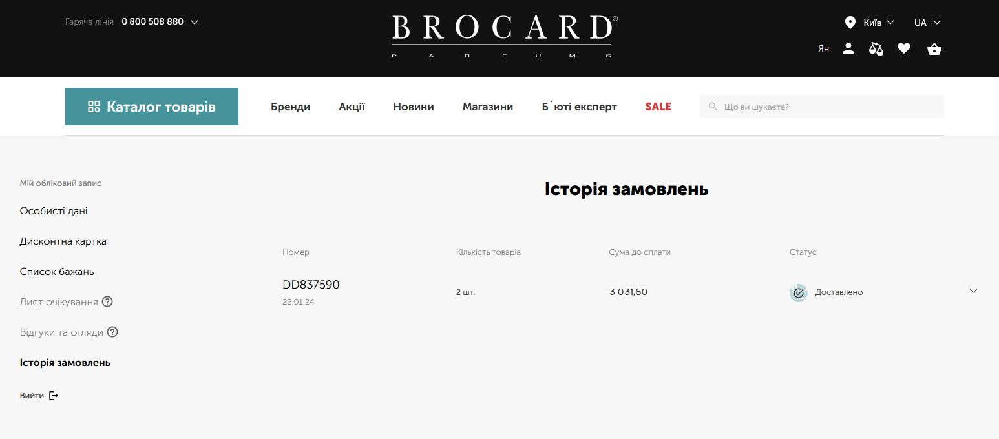 Гаряча лінія 0 800 508 880
BROCARD®
PARFUMS
Київ UA
Ян
Каталог товарів Бренди Акції Новини Магазини Б`юті експерт SALE Що ви шукаєте?
Мій обліковий запис
Особисті дані
Дисконтна картка
Список бажань
Лист очікування ?
Відгуки та огляди ?
Історія замовлень
Вийти
Історія замовлень
Номер Кількість товарів Сума до сплати Статус
DD837590 2 шт. 3 031,60 Доставлено
22.01.24